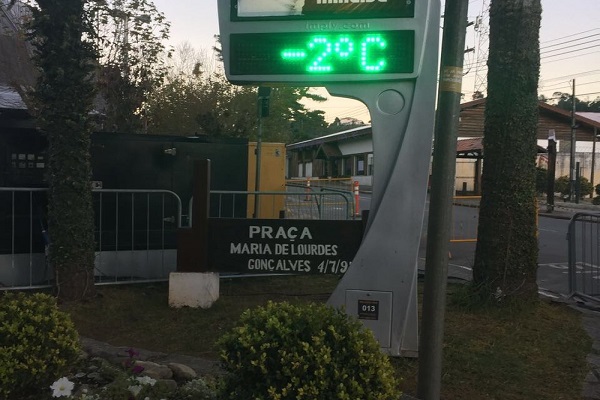 -2°C
PRAÇA
MARIA DE LOURDES
GONÇALVES 4/7/9
013